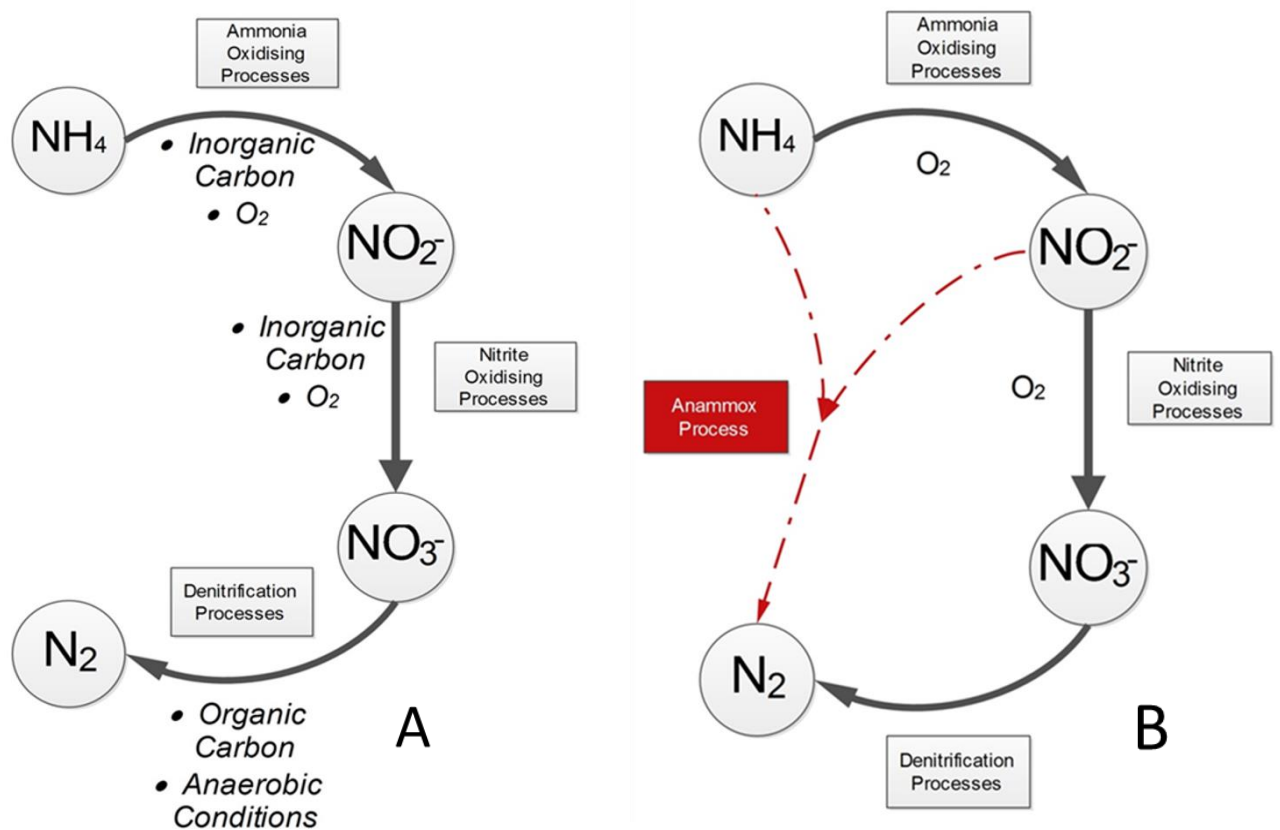 Ammonia
Oxidising
Processes
NH4
• Inorganic
Carbon
• O2
NO2-
• Inorganic
Carbon
• O2
Nitrite
Oxidising
Processes
NO3-
Denitrification
Processes
N2
• Organic
Carbon
• Anaerobic
Conditions
A
Ammonia
Oxidising
Processes
NH4
O2
NO2-
Anammox
Process
O2
Nitrite
Oxidising
Processes
NO3-
N2
Denitrification
Processes
B